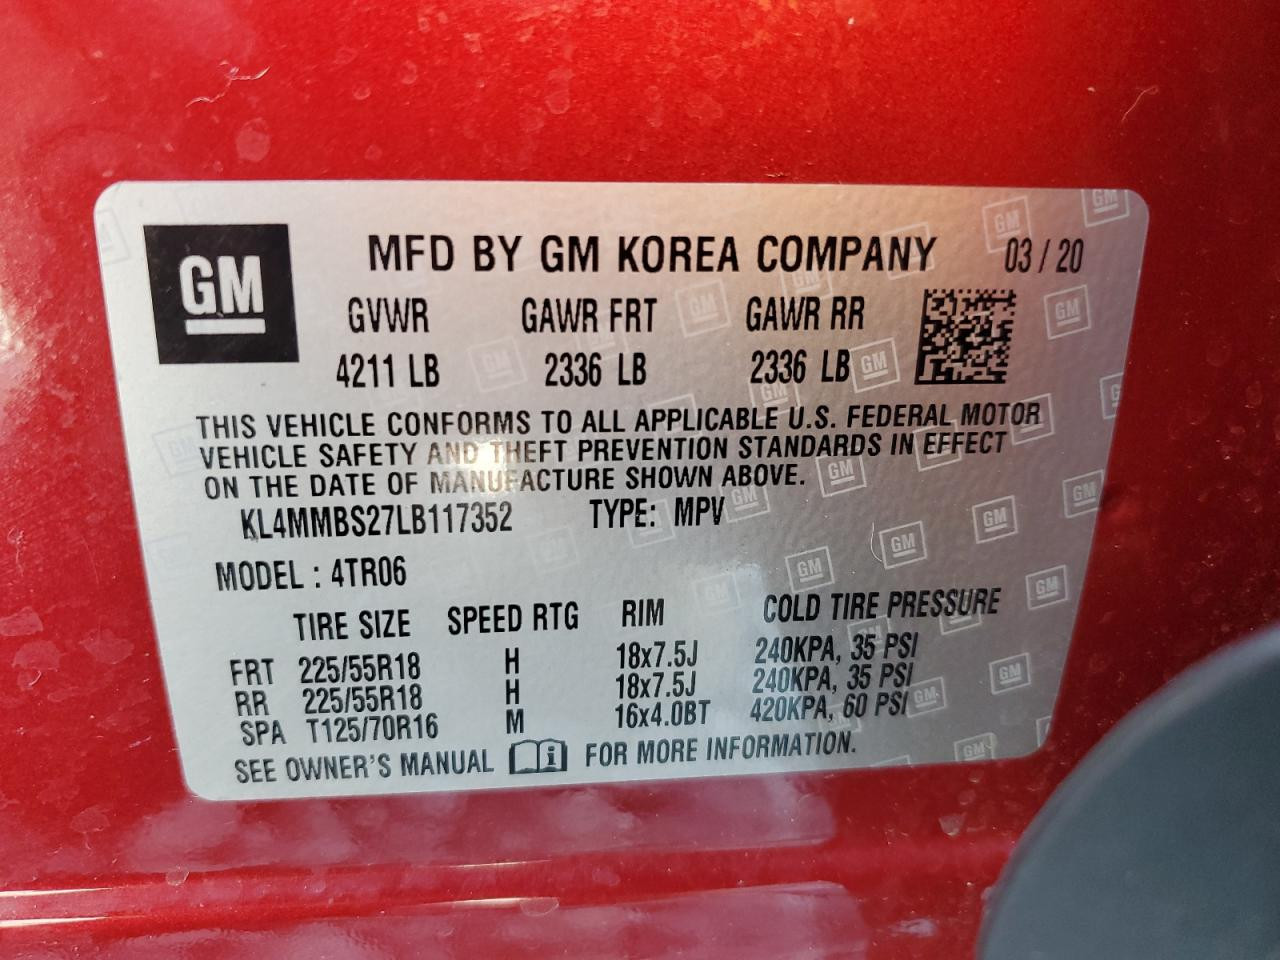 GM
MFD BY GM KOREA COMPANY 03 / 20
GVWR GAWR FRT GAWR RR
4211 LB 2336 LB 2336 LB
THIS VEHICLE CONFORMS TO ALL APPLICABLE U.S. FEDERAL MOTOR
VEHICLE SAFETY AND THEFT PREVENTION STANDARDS IN EFFECT
ON THE DATE OF MANUFACTURE SHOWN ABOVE.
KL4MMBS27LB117352 TYPE: MPV
MODEL : 4TR06
TIRE SIZE SPEED RTG RIM COLD TIRE PRESSURE
FRT 225/55R18 H 18x7.5J 240KPA, 35 PSI
RR 225/55R18 H 18x7.5J 240KPA, 35 PSI
SPA T125/70R16 M 16x4.0BT 420KPA, 60 PSI
SEE OWNER'S MANUAL i FOR MORE INFORMATION.